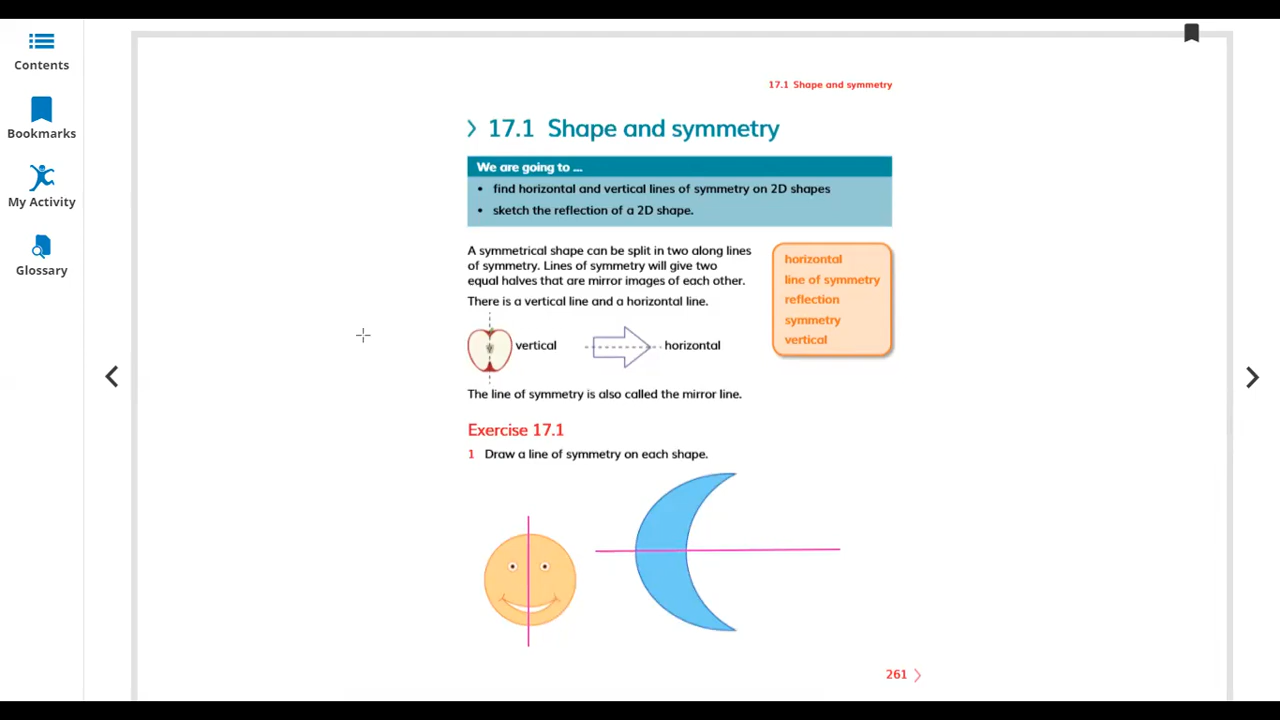 Contents
Bookmarks
My Activity
Glossary
17.1 Shape and symmetry
17.1 Shape and symmetry
We are going to ...
• find horizontal and vertical lines of symmetry on 2D shapes
• sketch the reflection of a 2D shape.
A symmetrical shape can be split in two along lines
of symmetry. Lines of symmetry will give two
equal halves that are mirror images of each other.
There is a vertical line and a horizontal line.
horizontal
line of symmetry
reflection
symmetry
vertical
vertical
horizontal
The line of symmetry is also called the mirror line.
Exercise 17.1
1 Draw a line of symmetry on each shape.
261